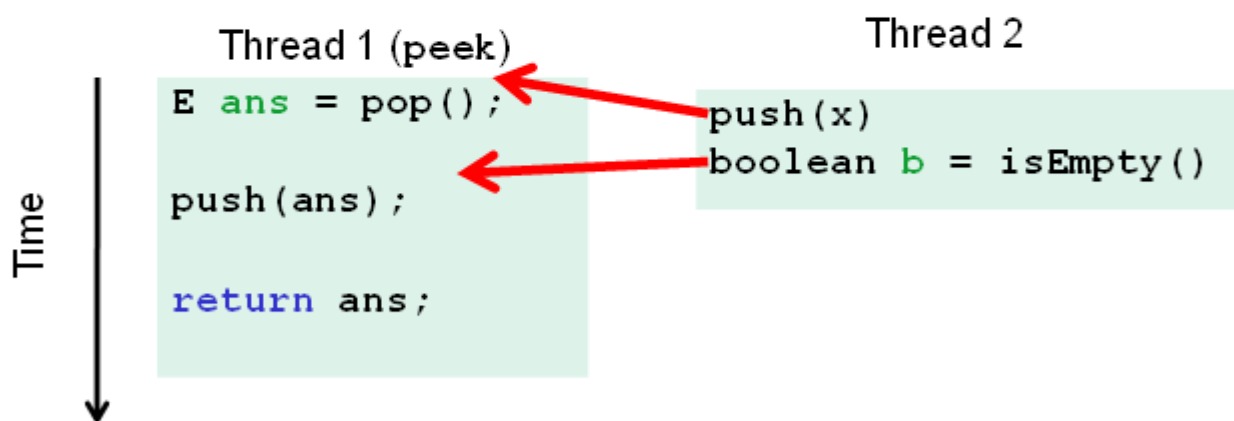 Thread 1 (peek)
Thread 2
Time
E ans = pop();
push(ans);
return ans;
push(x)
boolean b = isEmpty()